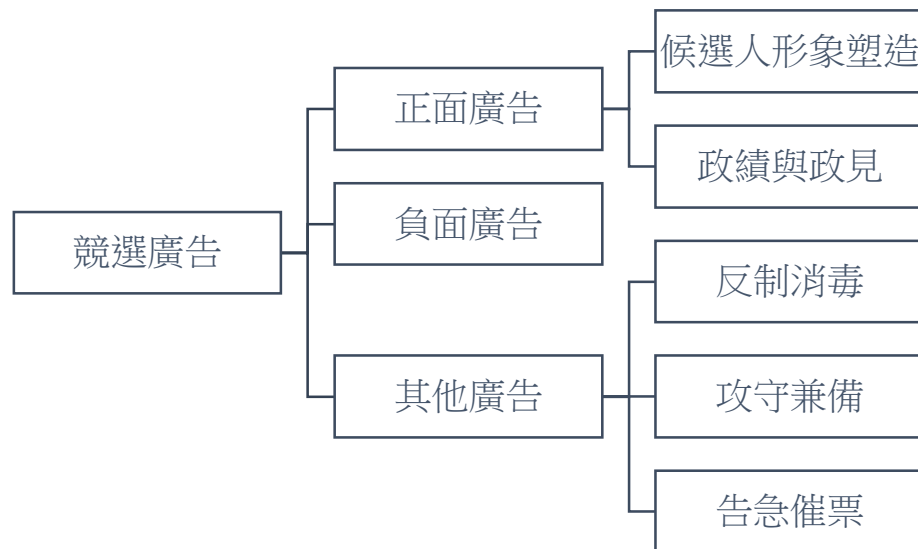 競選廣告
正面廣告
候選人形象塑造
政績與政見
負面廣告
其他廣告
反制消毒
攻守兼備
告急催票